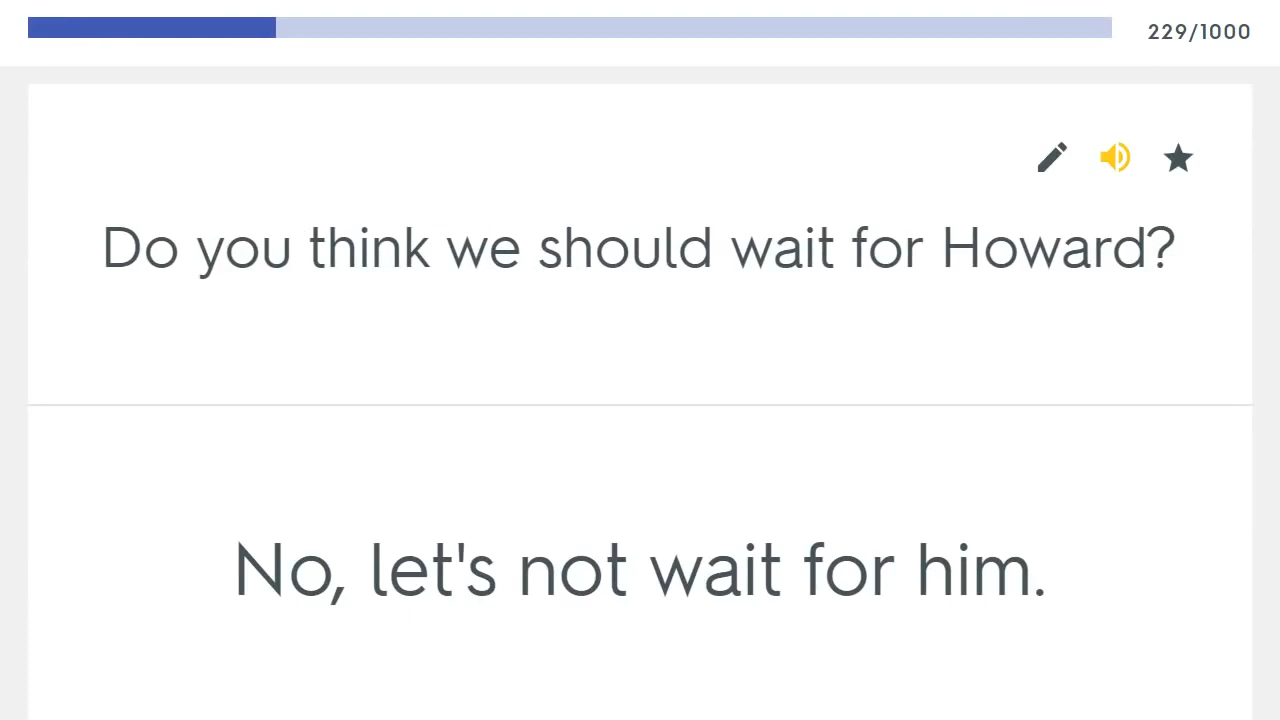 229/1000
Do you think we should wait for Howard?
No, let's not wait for him.